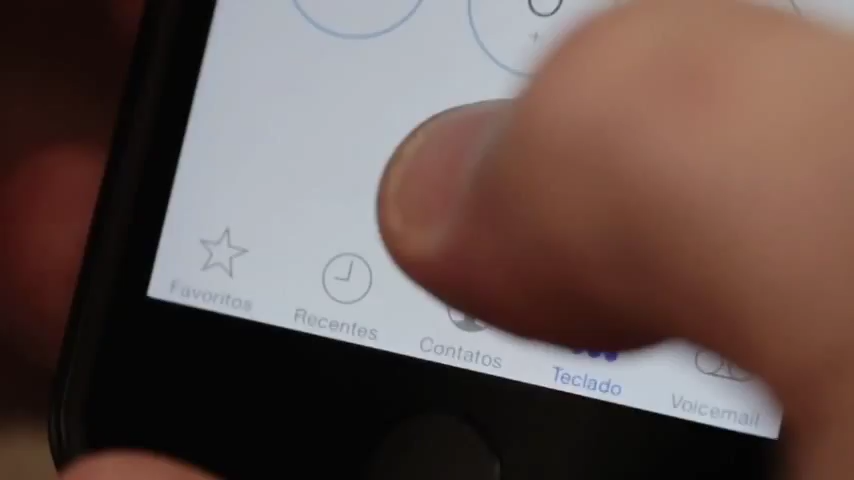 Favoritos
Recentes
Contatos
Teclado
Voicemail